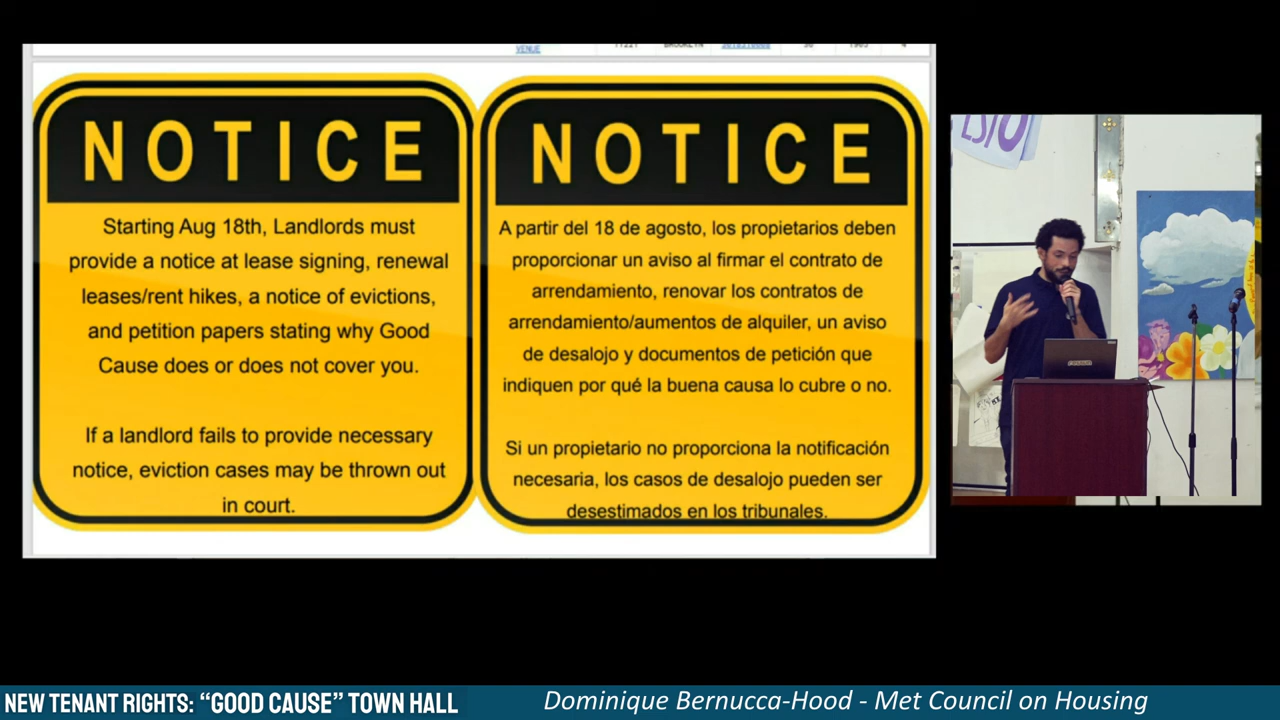 VENUE
11221 BROOKLYN
NOTICE
Starting Aug 18th, Landlords must
provide a notice at lease signing, renewal
leases/rent hikes, a notice of evictions,
and petition papers stating why Good
Cause does or does not cover you.
If a landlord fails to provide necessary
notice, eviction cases may be thrown out
in court.
NOTICE
A partir del 18 de agosto, los propietarios deben
proporcionar un aviso al firmar el contrato de
arrendamiento, renovar los contratos de
arrendamiento/aumentos de alquiler, un aviso
de desalojo y documentos de petición que
indiquen por qué la buena causa lo cubre o no.
Si un propietario no proporciona la notificación
necesaria, los casos de desalojo pueden ser
desestimados en los tribunales.
NEW TENANT RIGHTS: “GOOD CAUSE” TOWN HALL
Dominique Bernucca-Hood - Met Council on Housing